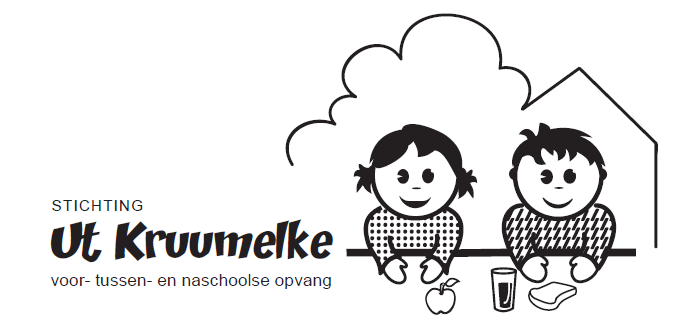 STICHTING
Ut Kruumelke
voor- tussen- en naschoolse opvang